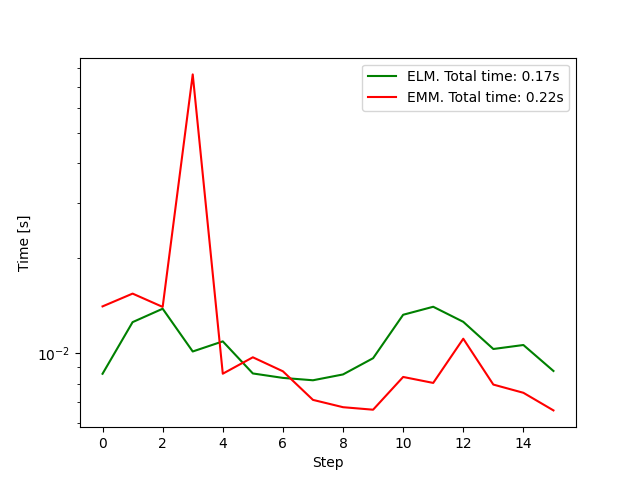 ELM. Total time: 0.17s
EMM. Total time: 0.22s
Time [s]
10⁻²
0 2 4 6 8 10 12 14
Step